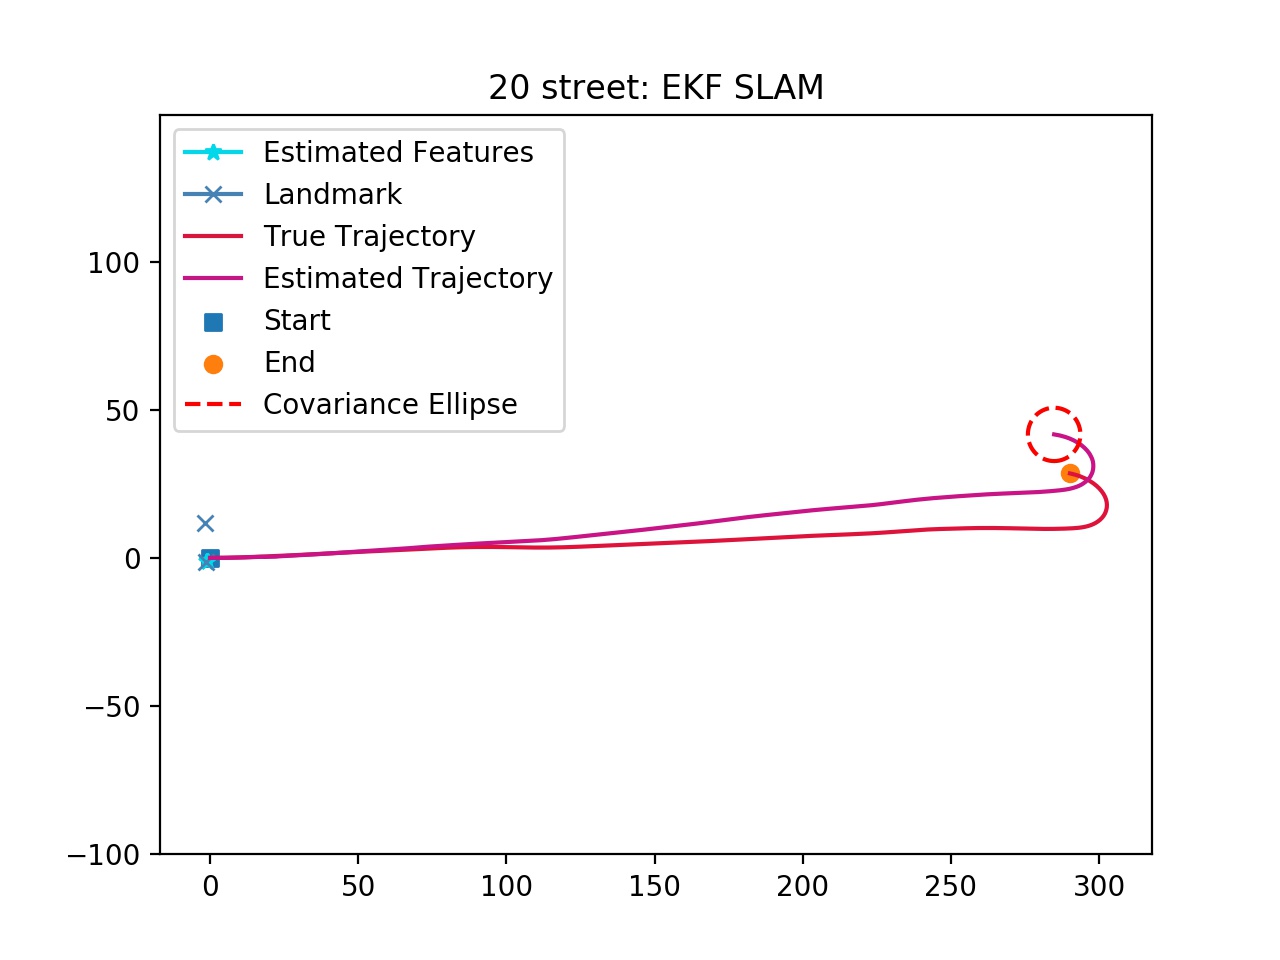 20 street: EKF SLAM
Estimated Features
Landmark
True Trajectory
Estimated Trajectory
Start
End
Covariance Ellipse
100
50
0
−50
−100
0 50 100 150 200 250 300